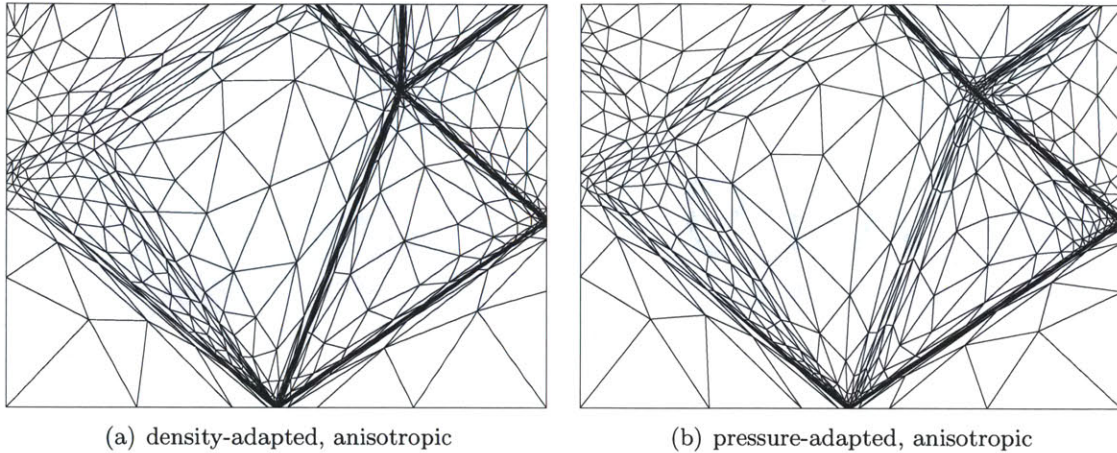 (a) density-adapted, anisotropic
(b) pressure-adapted, anisotropic